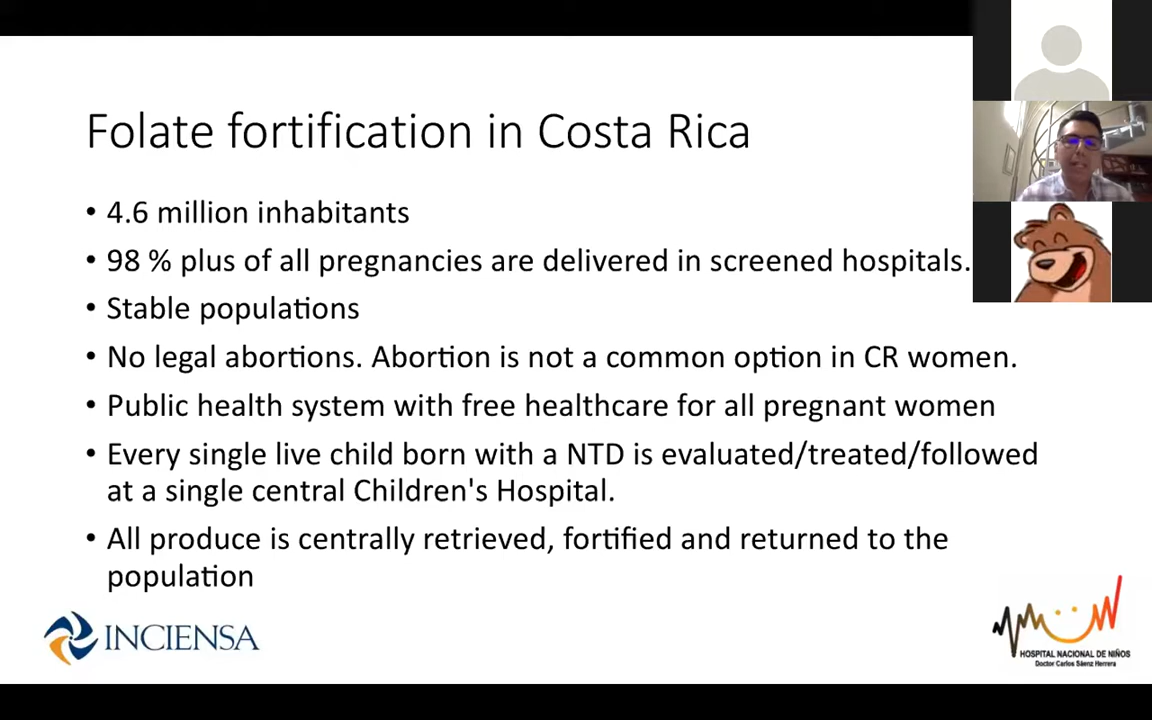 Folate fortification in Costa Rica
• 4.6 million inhabitants
• 98 % plus of all pregnancies are delivered in screened hospitals.
• Stable populations
• No legal abortions. Abortion is not a common option in CR women.
• Public health system with free healthcare for all pregnant women
• Every single live child born with a NTD is evaluated/treated/followed
at a single central Children's Hospital.
• All produce is centrally retrieved, fortified and returned to the
population
INCIENSA
HOSPITAL NACIONAL DE NIÑOS
Doctor Carlos Sáenz Herrera